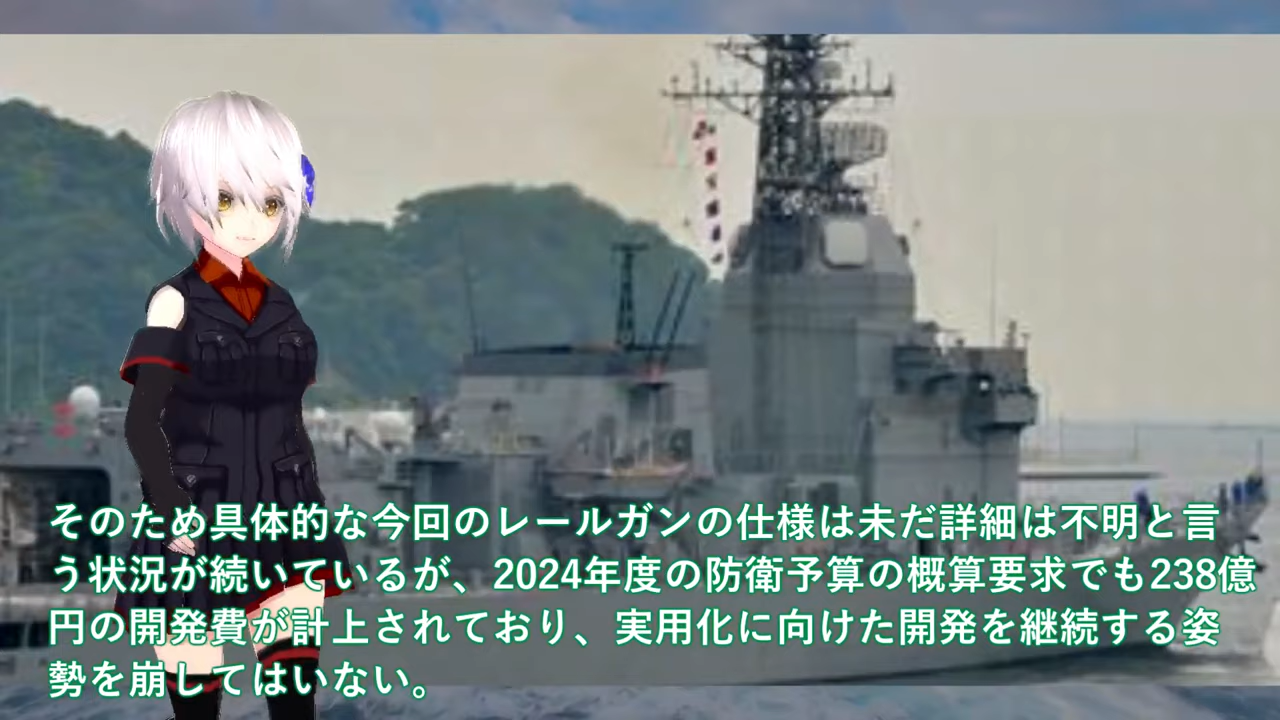 そのため具体的な今回のレールガンの仕様は未だ詳細は不明と言
う状況が続いているが、2024年度の防衛予算の概算要求でも238億
円の開発費が計上されており、実用化に向けた開発を継続する姿
勢を崩してはいない。